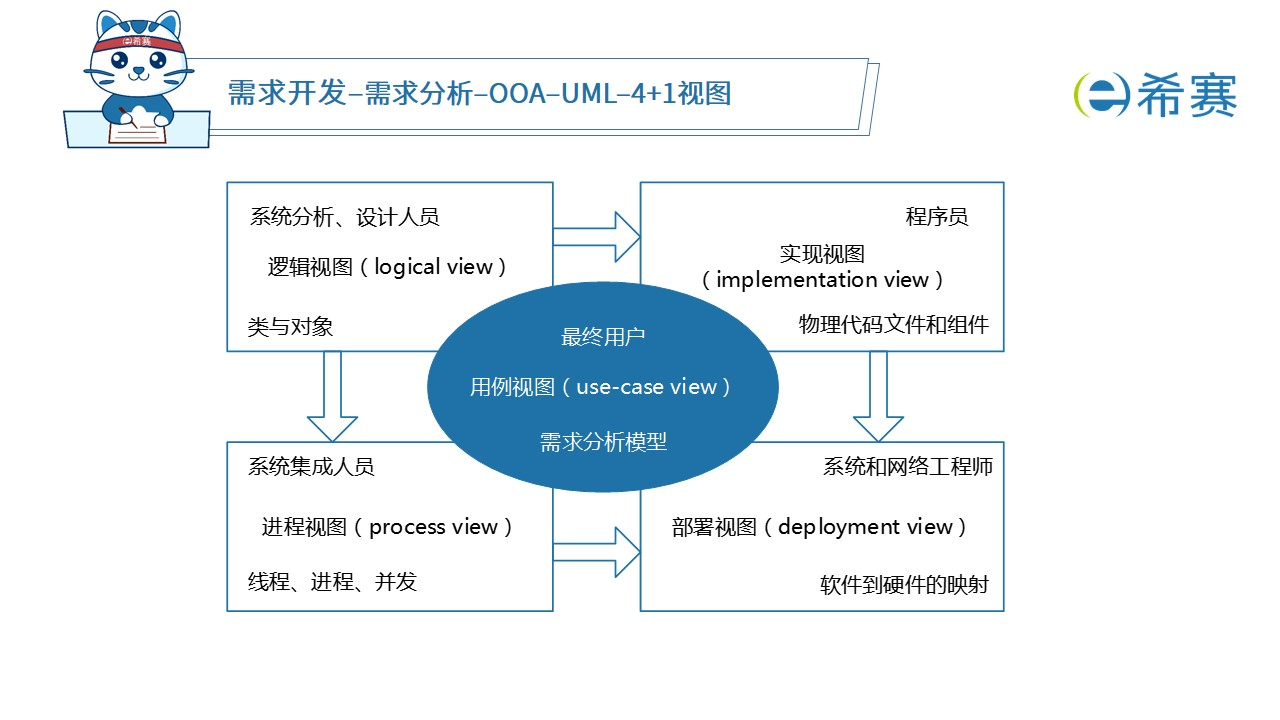 希赛
需求开发–需求分析–OOA–UML–4+1视图
希赛
系统分析、设计人员
逻辑视图（logical view）
类与对象
程序员
实现视图
（implementation view）
物理代码文件和组件
最终用户
用例视图（use-case view）
需求分析模型
系统集成人员
进程视图（process view）
线程、进程、并发
系统和网络工程师
部署视图（deployment view）
软件到硬件的映射